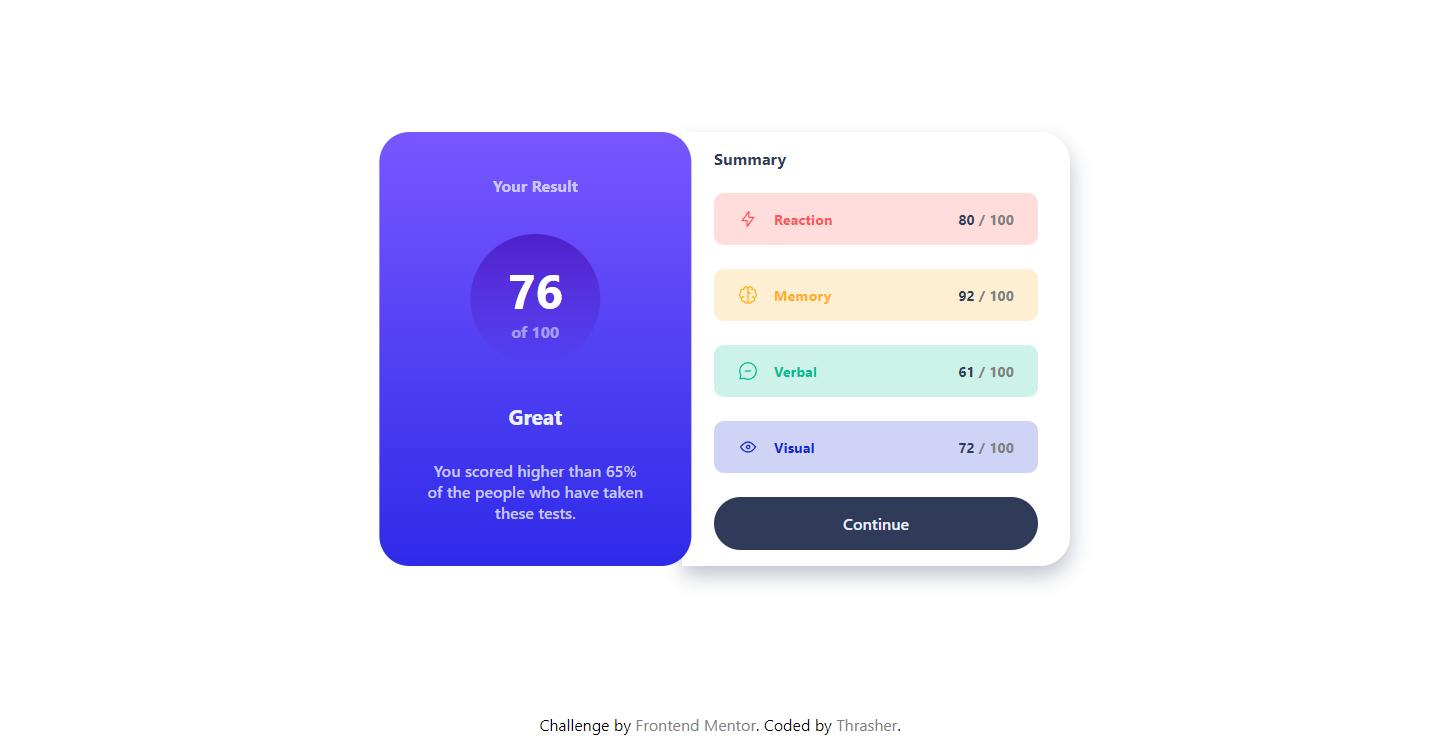 Your Result
76
of 100
Great
You scored higher than 65%
of the people who have taken
these tests.
Summary
Reaction 80 / 100
Memory 92 / 100
Verbal 61 / 100
Visual 72 / 100
Continue
Challenge by Frontend Mentor. Coded by Thrasher.